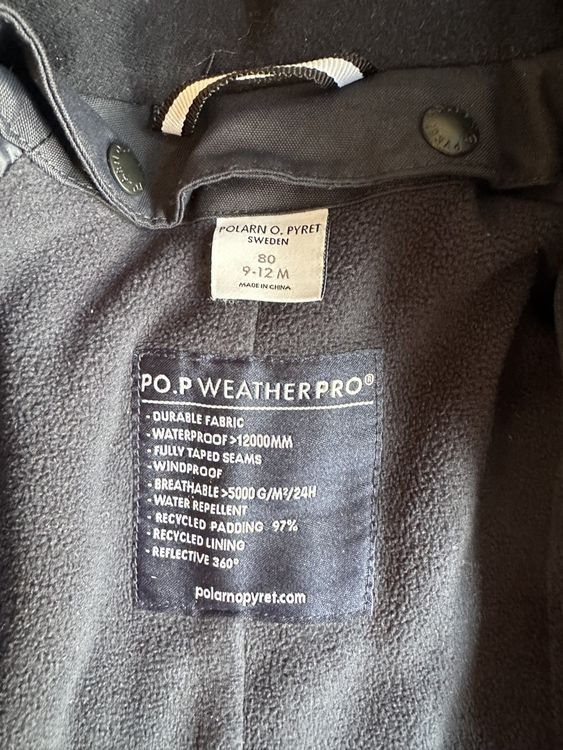 POLARN O. PYRET
SWEDEN
80
9-12 M
MADE IN CHINA
PO.P WEATHERPRO®
- DURABLE FABRIC
- WATERPROOF >12000MM
- FULLY TAPED SEAMS
- WINDPROOF
- BREATHABLE >5000 G/M²/24H
- WATER REPELLENT
- RECYCLED PADDING 97%
- RECYCLED LINING
- REFLECTIVE 360°
polarnopyret.com